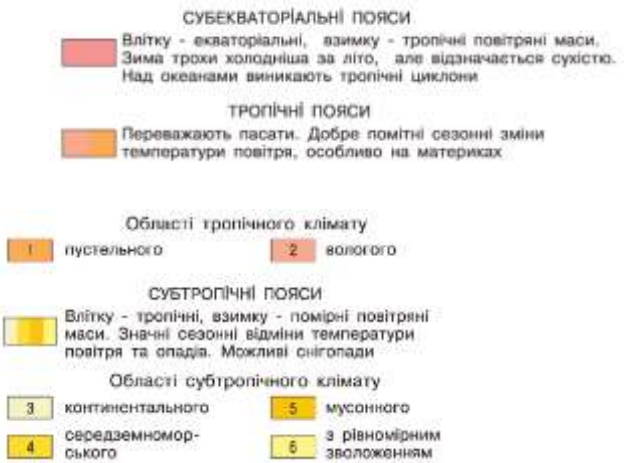 СУБЕКВАТОРІАЛЬНІ ПОЯСИ
Влітку - екваторіальні, взимку - тропічні повітряні маси.
Зима трохи холодніша за літо, але відзначається сухістю.
Над океанами виникають тропічні циклони
ТРОПІЧНІ ПОЯСИ
Переважають пасати. Добре помітні сезонні зміни
температури повітря, особливо на материках
Області тропічного клімату
1 пустельного 2 вологого
СУБТРОПІЧНІ ПОЯСИ
Влітку - тропічні, взимку - помірні повітряні
маси. Значні сезонні відміни температури
повітря та опадів. Можливі снігопади
Області субтропічного клімату
3 континентального 5 мусонного
4 середземномор-
ського
6 з рівномірним
зволоженням